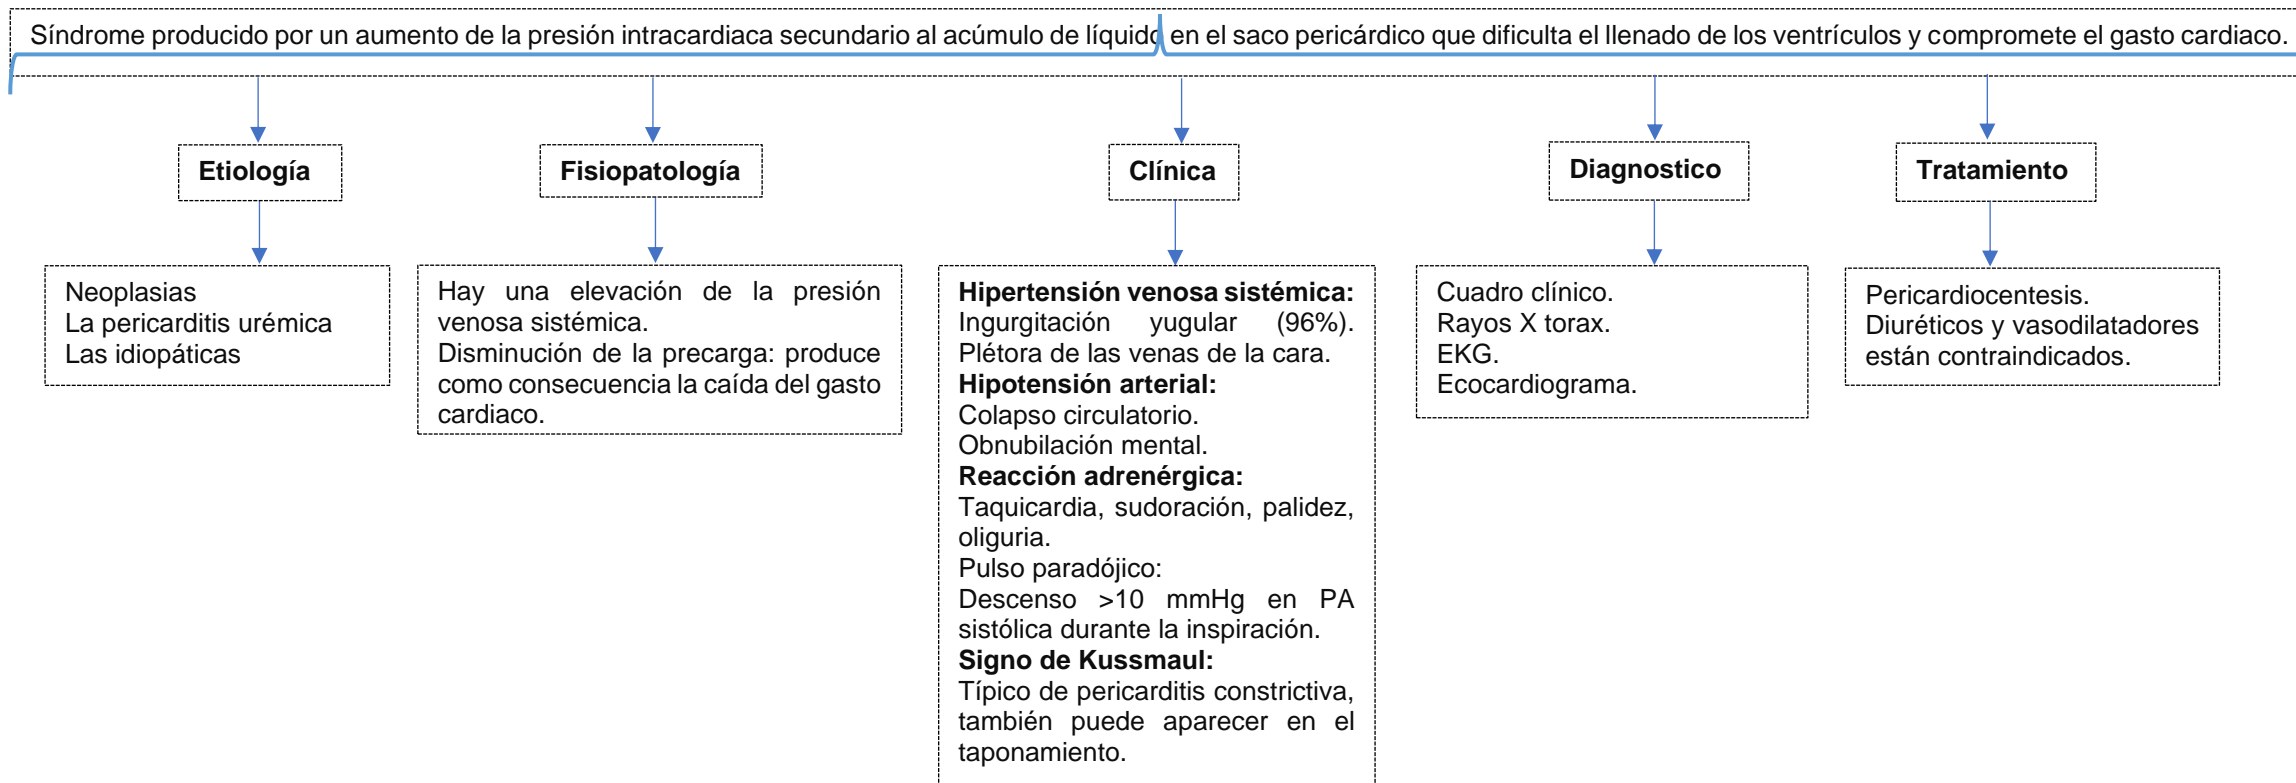 Síndrome producido por un aumento de la presión intracardiaca secundario al acúmulo de líquido en el saco pericárdico que dificulta el llenado de los ventrículos y compromete el gasto cardiaco.
Etiología
Fisiopatología
Clínica
Diagnostico
Tratamiento
Neoplasias
La pericarditis urémica
Las idiopáticas
Hay una elevación de la presión
venosa sistémica.
Disminución de la precarga: produce
como consecuencia la caída del gasto
cardiaco.
Hipertensión venosa sistémica:
Ingurgitación yugular (96%).
Plétora de las venas de la cara.
Hipotensión arterial:
Colapso circulatorio.
Obnubilación mental.
Reacción adrenérgica:
Taquicardia, sudoración, palidez,
oliguria.
Pulso paradójico:
Descenso >10 mmHg en PA
sistólica durante la inspiración.
Signo de Kussmaul:
Típico de pericarditis constrictiva,
también puede aparecer en el
taponamiento.
Cuadro clínico.
Rayos X torax.
EKG.
Ecocardiograma.
Pericardiocentesis.
Diuréticos y vasodilatadores
están contraindicados.